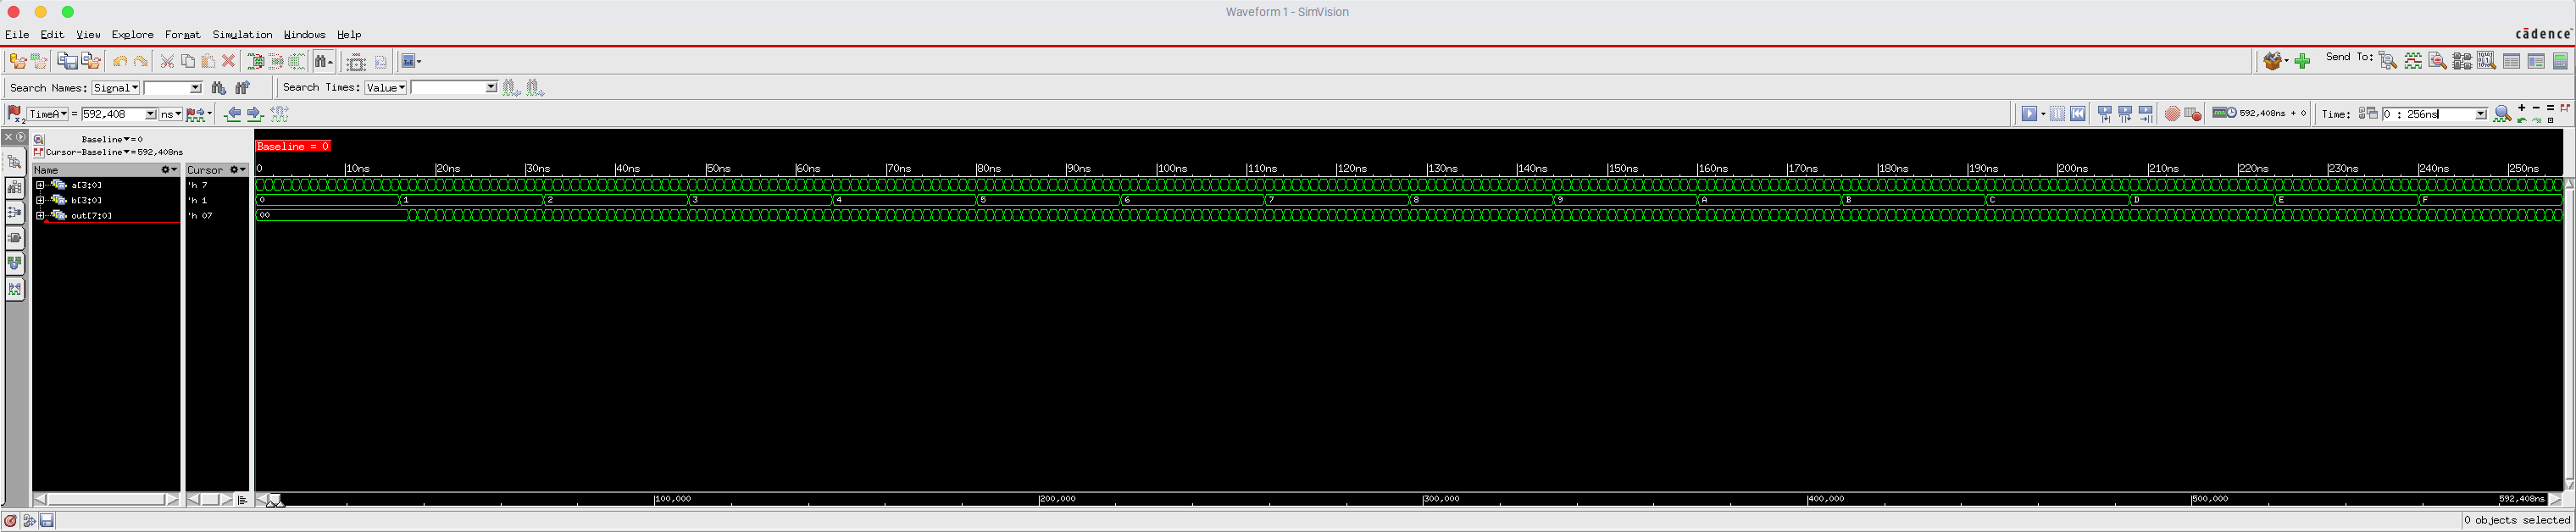 Waveform 1 - SimVision
File Edit View Explore Format Simulation Windows Help
cādence
Send To:
Search Names: Signal Search Times: Value
TimeA = 592,408 ns 592,408ns + 0 Time: 0 : 256ns
Baseline = 0
Cursor-Baseline = 592,408ns
Baseline = 0
Name Cursor 0 10ns 20ns 30ns 40ns 50ns 60ns 70ns 80ns 90ns 100ns 110ns 120ns 130ns 140ns 150ns 160ns 170ns 180ns 190ns 200ns 210ns 220ns 230ns 240ns 250ns
a[3:0] 'h 7
b[3:0] 'h 1 0 1 2 3 4 5 6 7 8 9 A B C D E F
out[7:0] 'h 07 00
100,000 200,000 300,000 400,000 500,000 592,408ns
0 objects selected